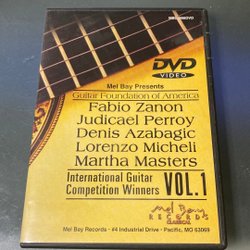 DVD
VIDEO
Mel Bay Presents
Guitar Foundation of America
Fabio Zanon
Judicael Perroy
Denis Azabagic
Lorenzo Micheli
Martha Masters
International Guitar
Competition Winners
VOL.1
Mel Bay
RECORDS
CLASSICAL
Mel Bay Records - #4 Industrial Drive - Pacific, MO 63069